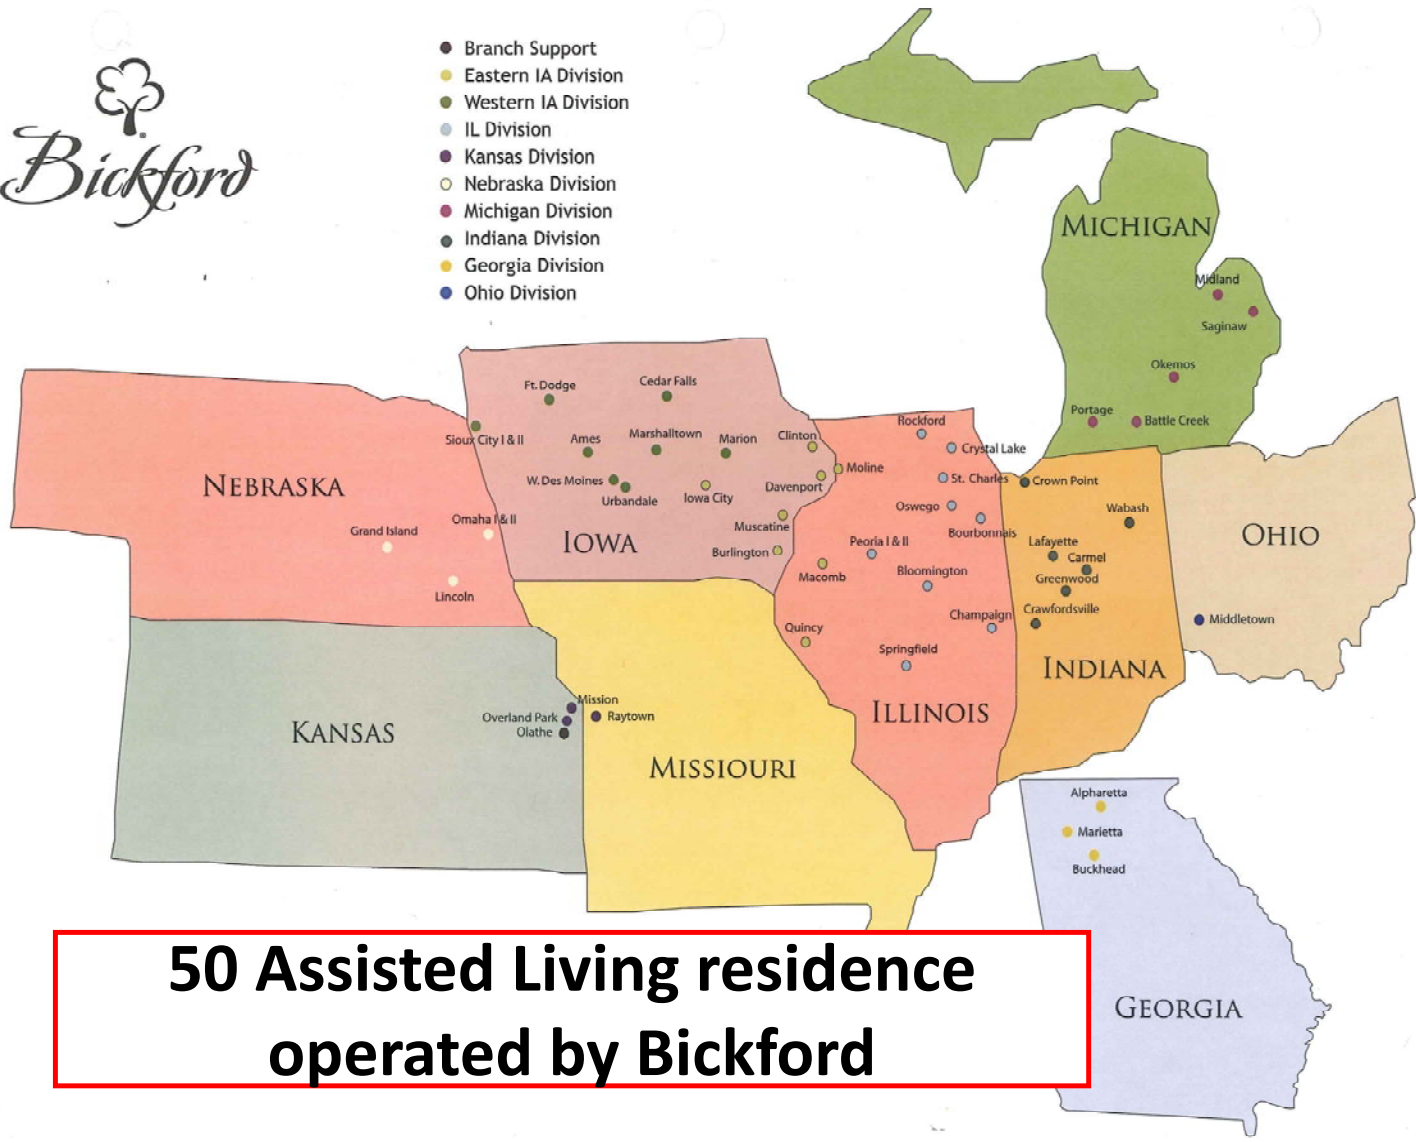 Bickford
Branch Support
Eastern IA Division
Western IA Division
IL Division
Kansas Division
Nebraska Division
Michigan Division
Indiana Division
Georgia Division
Ohio Division
MICHIGAN
Midland
Saginaw
Okemos
Portage
Battle Creek
NEBRASKA
Grand Island
Omaha I & II
Lincoln
Ft. Dodge
Cedar Falls
Sioux City I & II
Ames
Marshalltown
Marion
Clinton
W. Des Moines
Urbandale
Iowa City
Davenport
Muscatine
Burlington
IOWA
Rockford
Crystal Lake
Moline
St. Charles
Oswego
Bourbonnais
Peoria I & II
Macomb
Bloomington
Quincy
Champaign
Springfield
ILLINOIS
Crown Point
Wabash
Lafayette
Carmel
Greenwood
Crawfordsville
INDIANA
OHIO
Middletown
KANSAS
Mission
Overland Park
Olathe
Raytown
MISSOURI
Alpharetta
Marietta
Buckhead
GEORGIA
50 Assisted Living residence
operated by Bickford